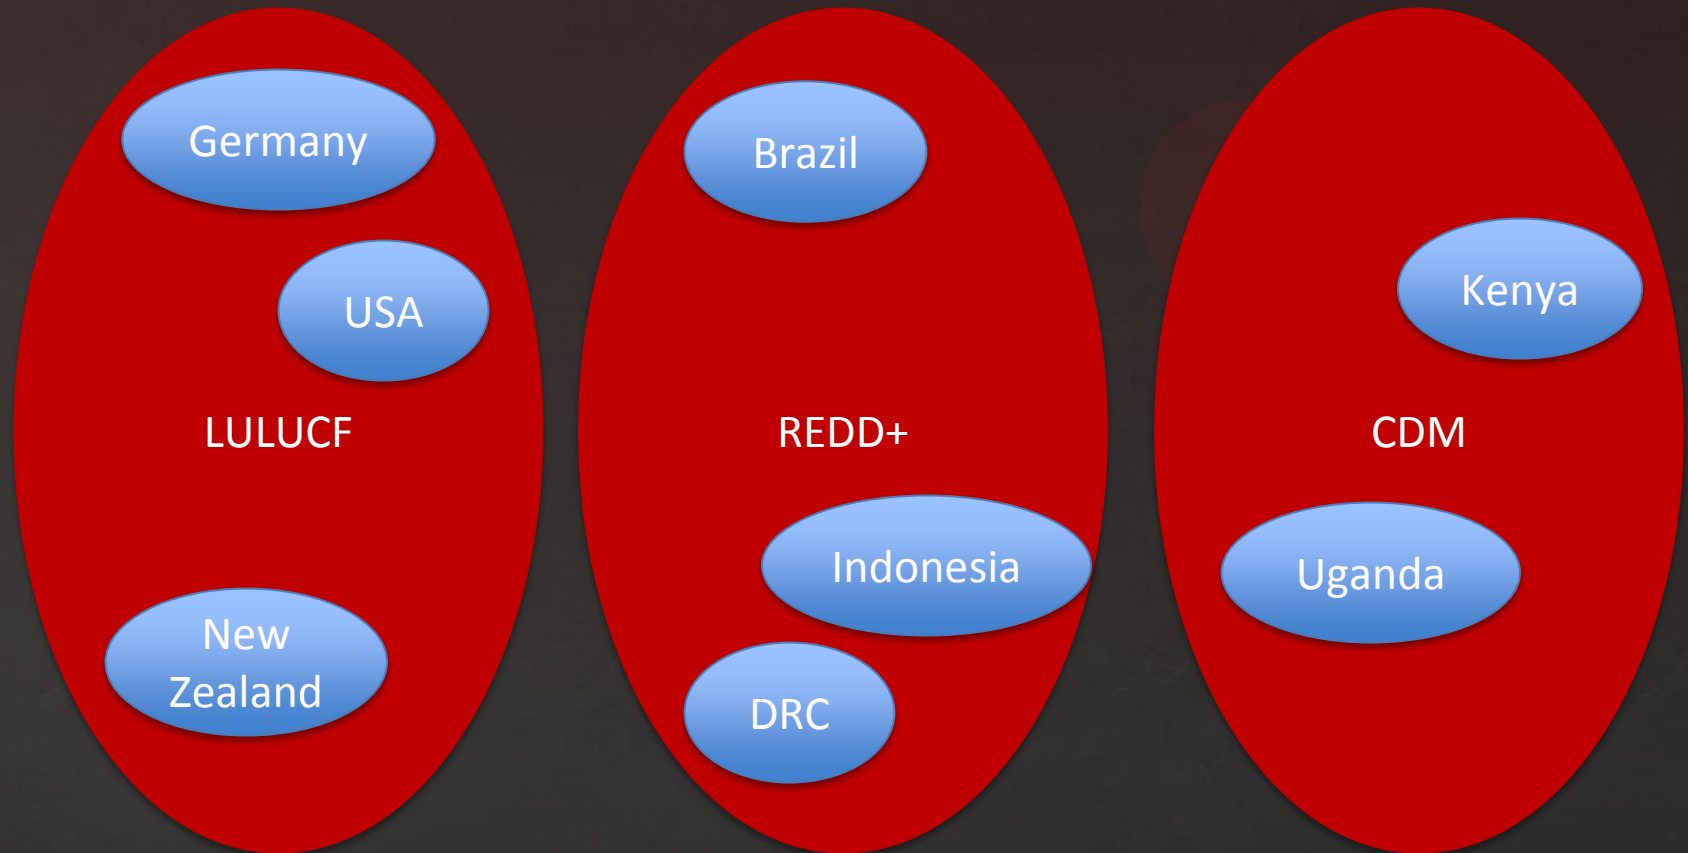 Germany
USA
LULUCF
New
Zealand
Brazil
REDD+
Indonesia
DRC
Kenya
CDM
Uganda